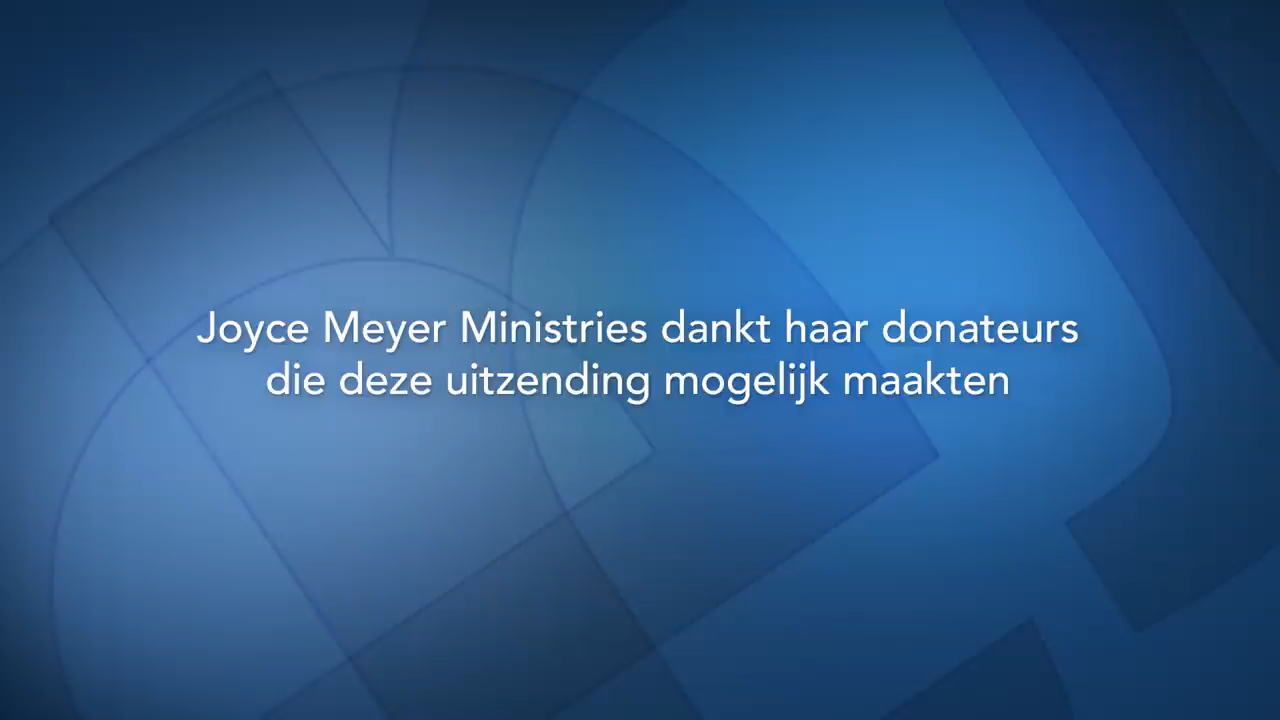 Joyce Meyer Ministries dankt haar donateurs
die deze uitzending mogelijk maakten